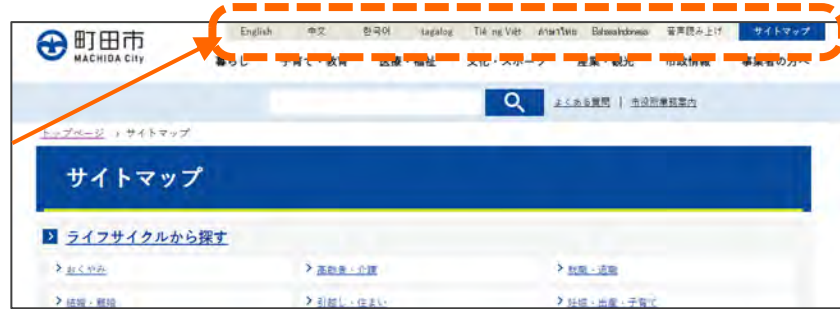 町田市
MACHIDA City
English 中文 한국어 tagalog Tiếng Việt ภาษาไทย BahasaIndonesia 音声読み上げ サイトマップ
暮らし 子育て・教育 医療・福祉 文化・スポーツ 産業・観光 市政情報 事業者の方へ
よくある質問 | 市役所業務案内
トップページ › サイトマップ
サイトマップ
ライフサイクルから探す
おくやみ 高齢者・介護 就職・退職
結婚・離婚 引越し・住まい 妊娠・出産・子育て